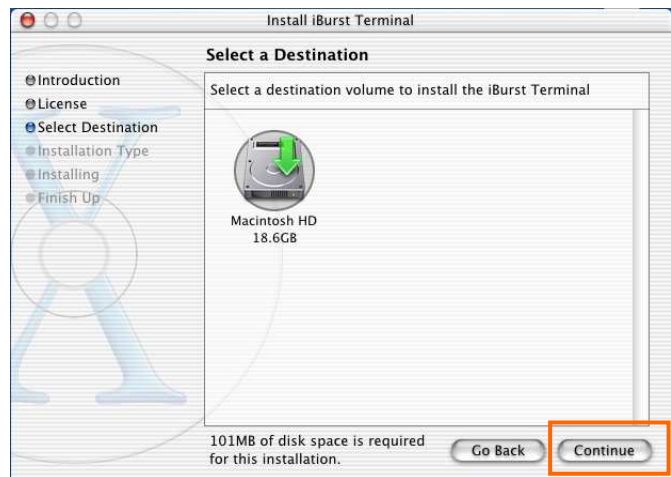 Install iBurst Terminal
Select a Destination
Introduction
License
Select Destination
Installation Type
Installing
Finish Up
Select a destination volume to install the iBurst Terminal
Macintosh HD
18.6GB
101MB of disk space is required
for this installation.
Go Back
Continue